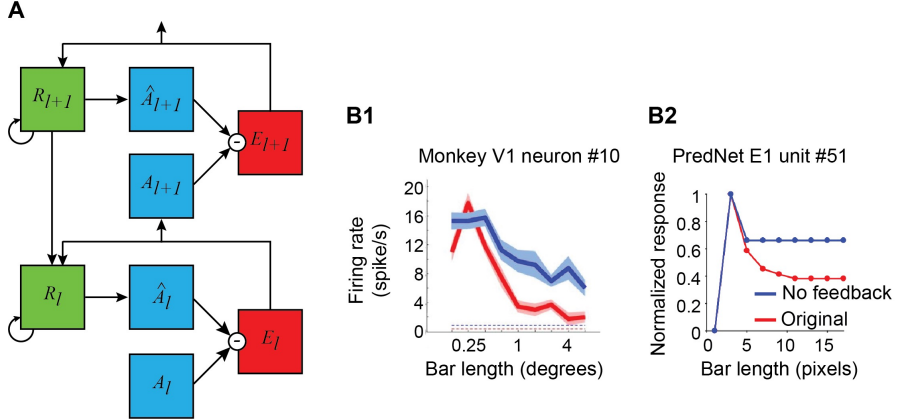 A
R_{l+1}
Â_{l+1}
E_{l+1}
-
A_{l+1}
R_l
Â_l
E_l
-
A_l
B1
Monkey V1 neuron #10
Firing rate
(spike/s)
20
16
12
8
4
0
0.25
1
4
Bar length (degrees)
B2
PredNet E1 unit #51
Normalized response
1
0.8
0.6
0.4
0.2
0
0
5
10
15
Bar length (pixels)
No feedback
Original